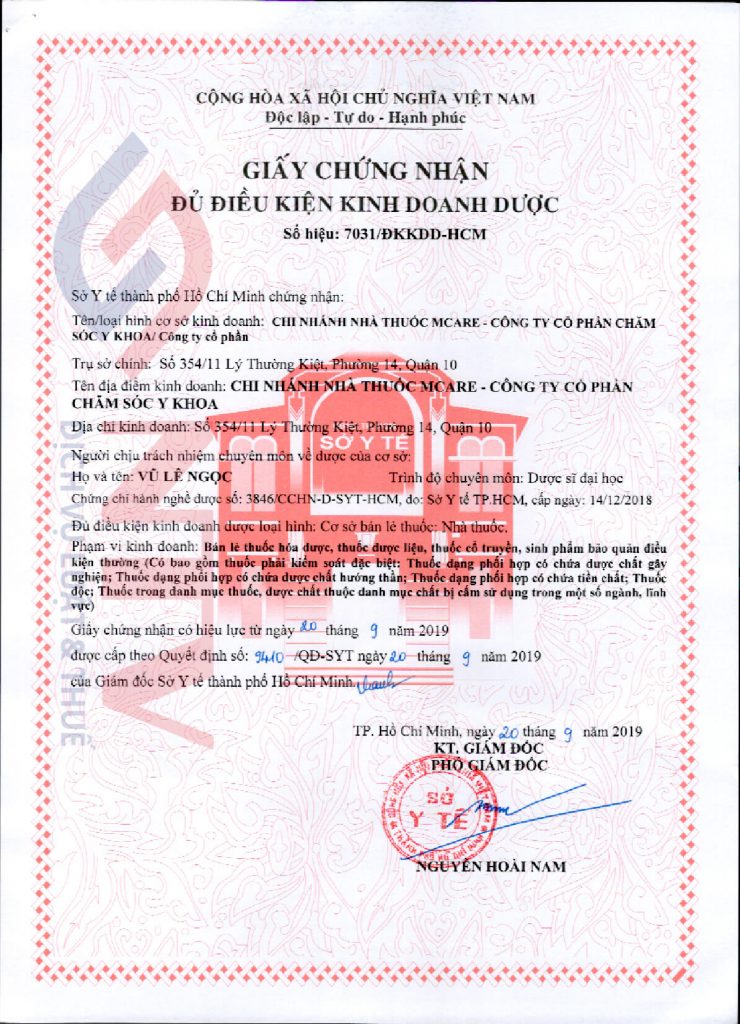 CỘNG HÒA XÃ HỘI CHỦ NGHĨA VIỆT NAM
Độc lập - Tự do - Hạnh phúc
GIẤY CHỨNG NHẬN
ĐỦ ĐIỀU KIỆN KINH DOANH DƯỢC
Số hiệu: 7031/ĐKKDD-HCM
Sở Y tế thành phố Hồ Chí Minh chứng nhận:
Tên/loại hình cơ sở kinh doanh: CHI NHÁNH NHÀ THUỐC MCARE - CÔNG TY CỔ PHẦN CHĂM
SÓC Y KHOA/ Công ty cổ phần
Trụ sở chính: Số 354/11 Lý Thường Kiệt, Phường 14, Quận 10
Tên địa điểm kinh doanh: CHI NHÁNH NHÀ THUỐC MCARE - CÔNG TY CỔ PHẦN
CHĂM SÓC Y KHOA
Địa chỉ kinh doanh: Số 354/11 Lý Thường Kiệt, Phường 14, Quận 10
SỞ Y TẾ
Người chịu trách nhiệm chuyên môn về dược của cơ sở:
Họ và tên: VŨ LÊ NGỌC Trình độ chuyên môn: Dược sĩ đại học
Chứng chỉ hành nghề dược số: 3846/CCHN-D-SYT-HCM, do: Sở Y tế TP.HCM, cấp ngày: 14/12/2018
Đủ điều kiện kinh doanh dược loại hình: Cơ sở bán lẻ thuốc: Nhà thuốc.
Phạm vi kinh doanh: Bán lẻ thuốc hóa dược, thuốc dược liệu, thuốc cổ truyền, sinh phẩm bảo quản điều
kiện thường (Có bao gồm thuốc phải kiểm soát đặc biệt: Thuốc dạng phối hợp có chứa dược chất gây
nghiện; Thuốc dạng phối hợp có chứa dược chất hướng thần; Thuốc dạng phối hợp có chứa tiền chất; Thuốc
độc; Thuốc trong danh mục thuốc, dược chất thuộc danh mục chất bị cấm sử dụng trong một số ngành, lĩnh
vực)
Giấy chứng nhận có hiệu lực từ ngày 20 tháng 9 năm 2019
được cấp theo Quyết định số: 9410 /QĐ-SYT ngày 20 tháng 9 năm 2019
của Giám đốc Sở Y tế thành phố Hồ Chí Minh.
TP. Hồ Chí Minh, ngày 20 tháng 9 năm 2019
KT. GIÁM ĐỐC
PHÓ GIÁM ĐỐC
SỞ
Y TẾ
NGUYỄN HOÀI NAM
DỊCH VỤ LUẬT & THUẾ